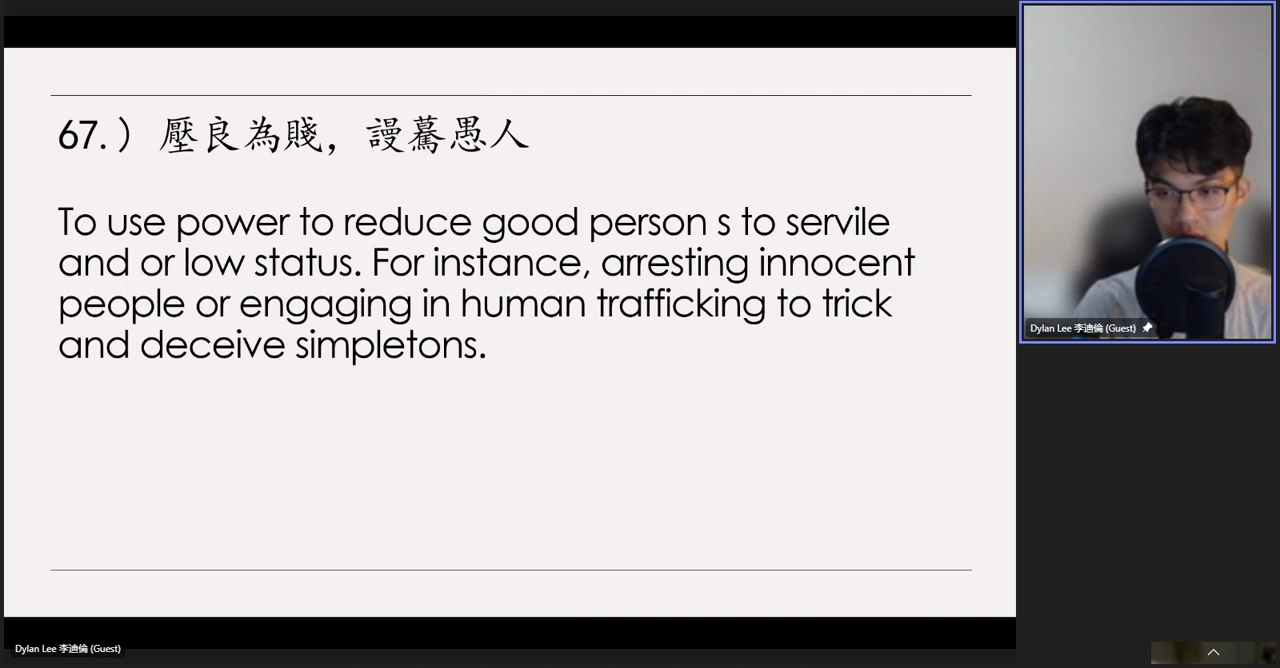 67.）壓良為賤，謾驀愚人
To use power to reduce good person s to servile
and or low status. For instance, arresting innocent
people or engaging in human trafficking to trick
and deceive simpletons.
Dylan Lee 李迪倫 (Guest)
Dylan Lee 李迪倫 (Guest)